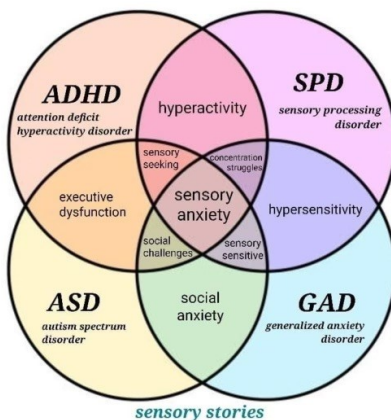 ADHD
attention deficit
hyperactivity disorder
hyperactivity
SPD
sensory processing
disorder
sensory
seeking
concentration
struggles
executive
dysfunction
sensory
anxiety
hypersensitivity
social
challenges
sensory
sensitive
ASD
autism spectrum
disorder
social
anxiety
GAD
generalized anxiety
disorder
sensory stories